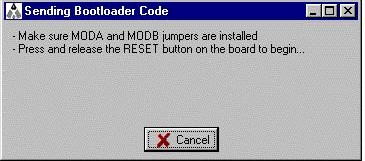 Sending Bootloader Code
- Make sure MODA and MODB jumpers are installed
- Press and release the RESET button on the board to begin...
Cancel